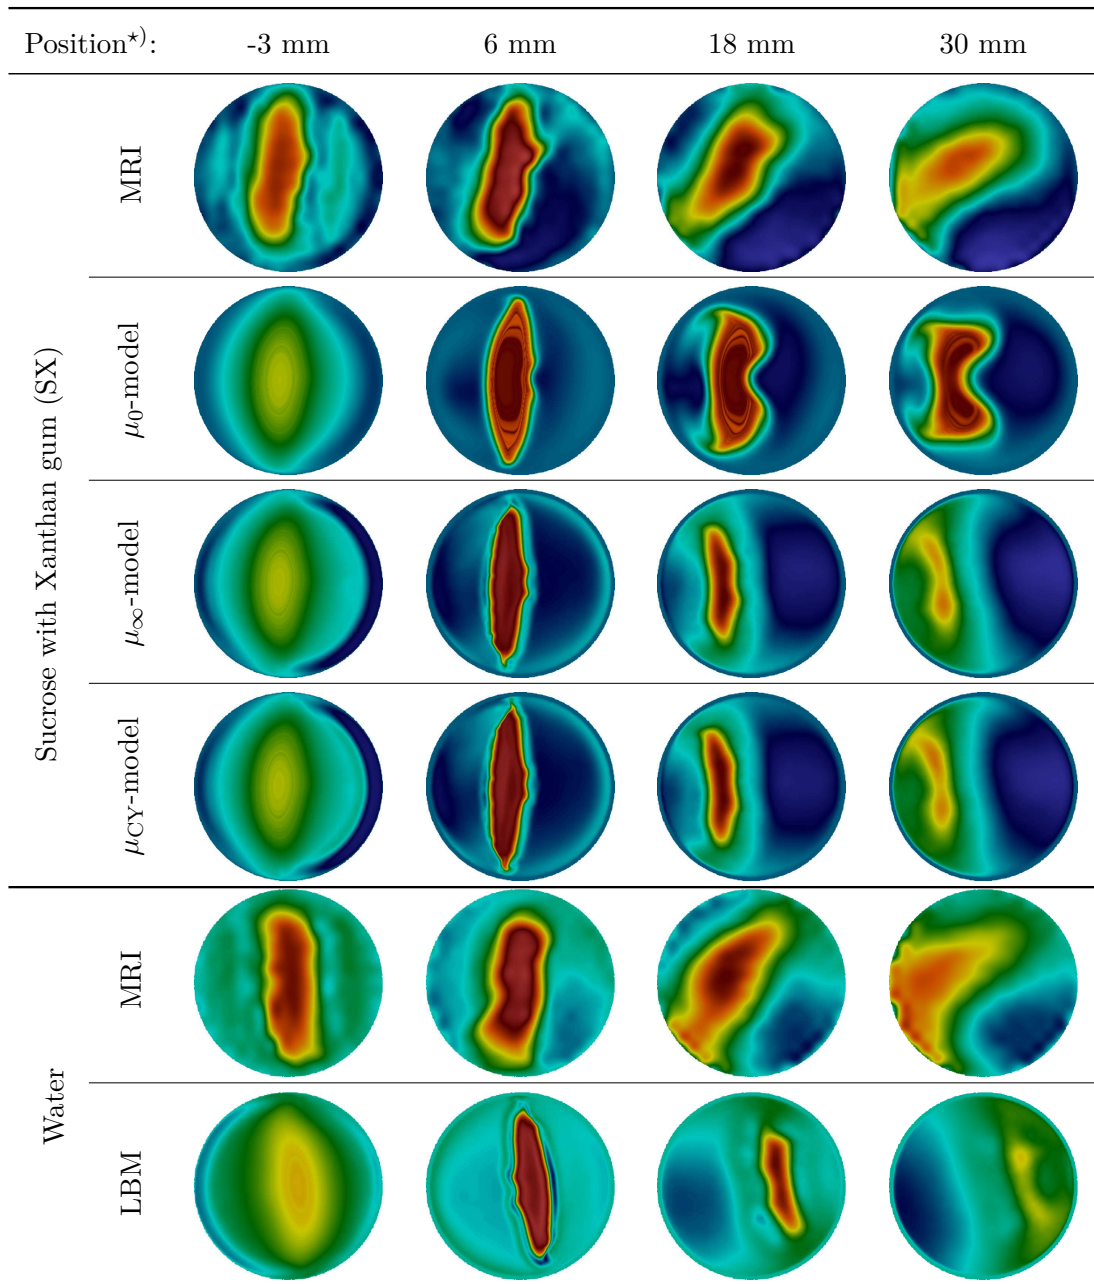 Position⋆): -3 mm 6 mm 18 mm 30 mm
Sucrose with Xanthan gum (SX)
MRI
μ0-model
μ∞-model
μCY-model
Water
MRI
LBM